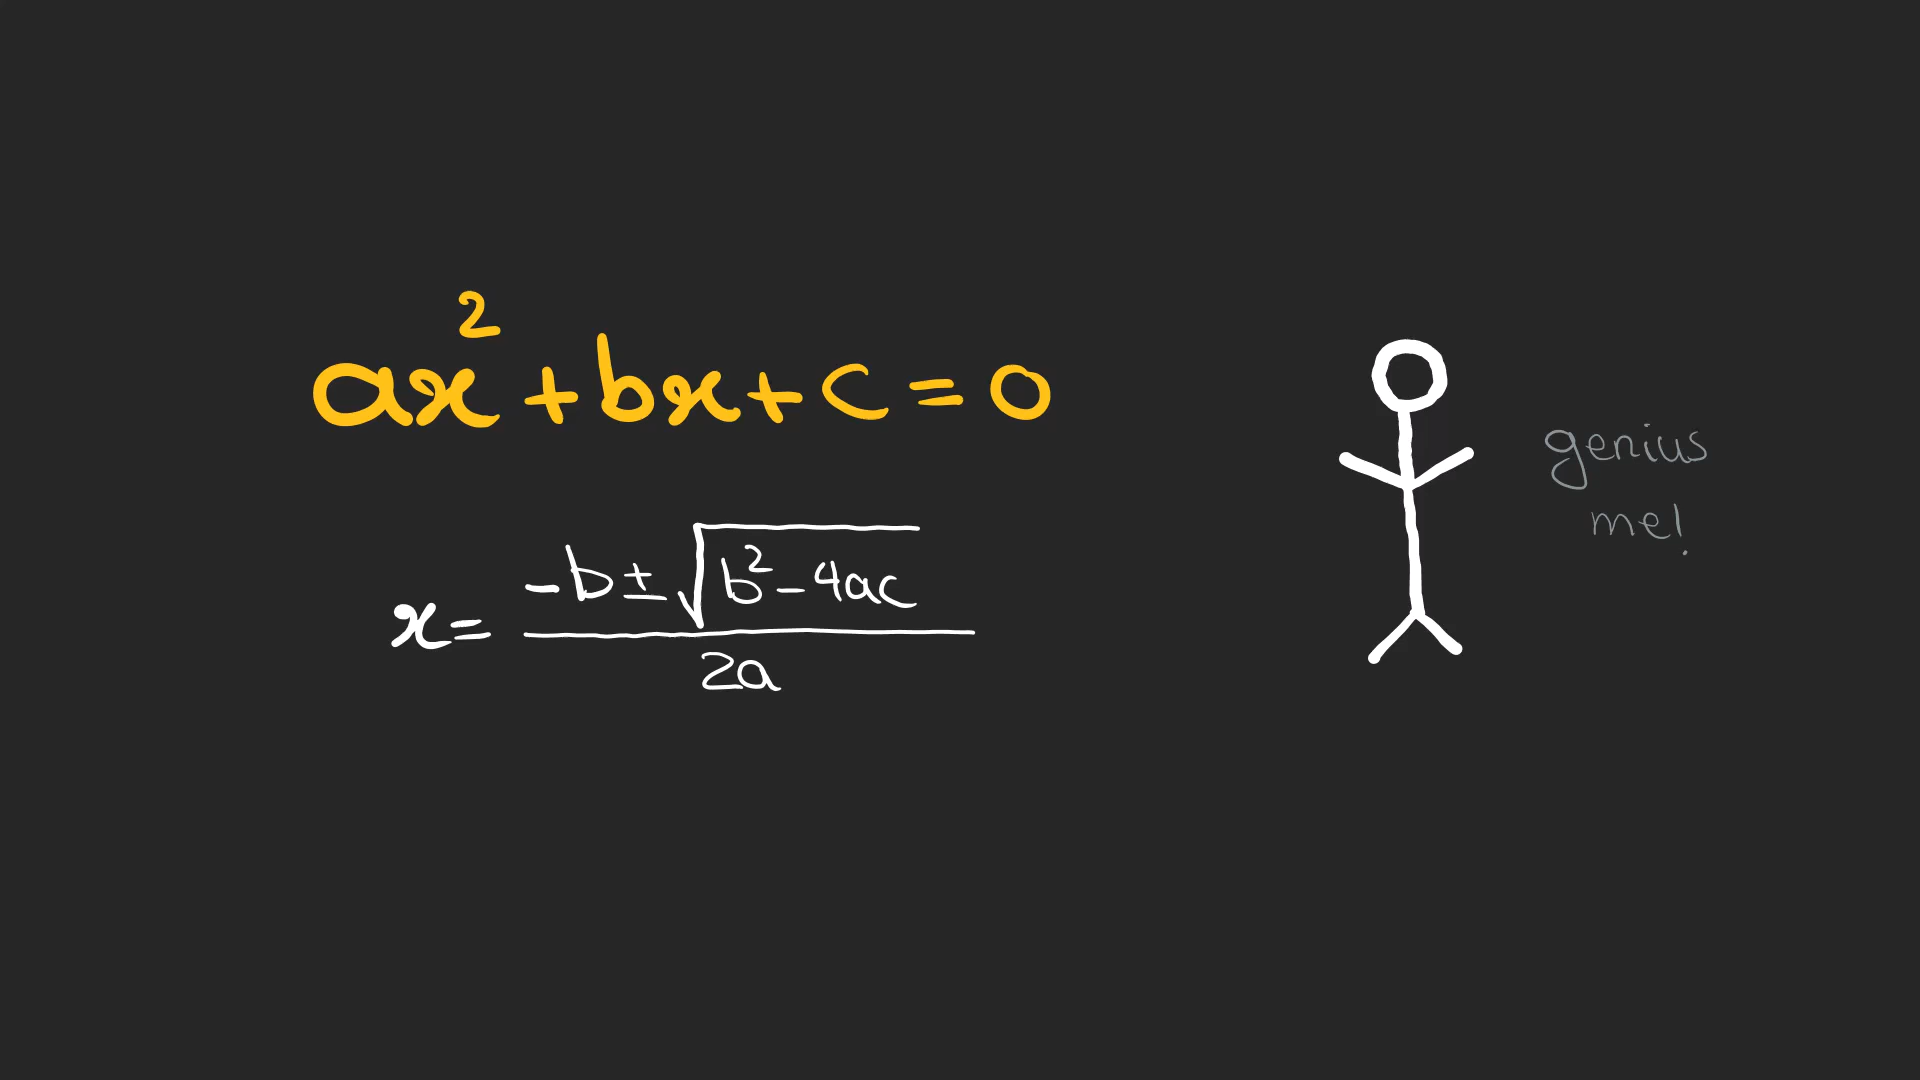 ax² + bx + c = 0
x = (-b ± √(b² - 4ac)) / 2a
genius
me!